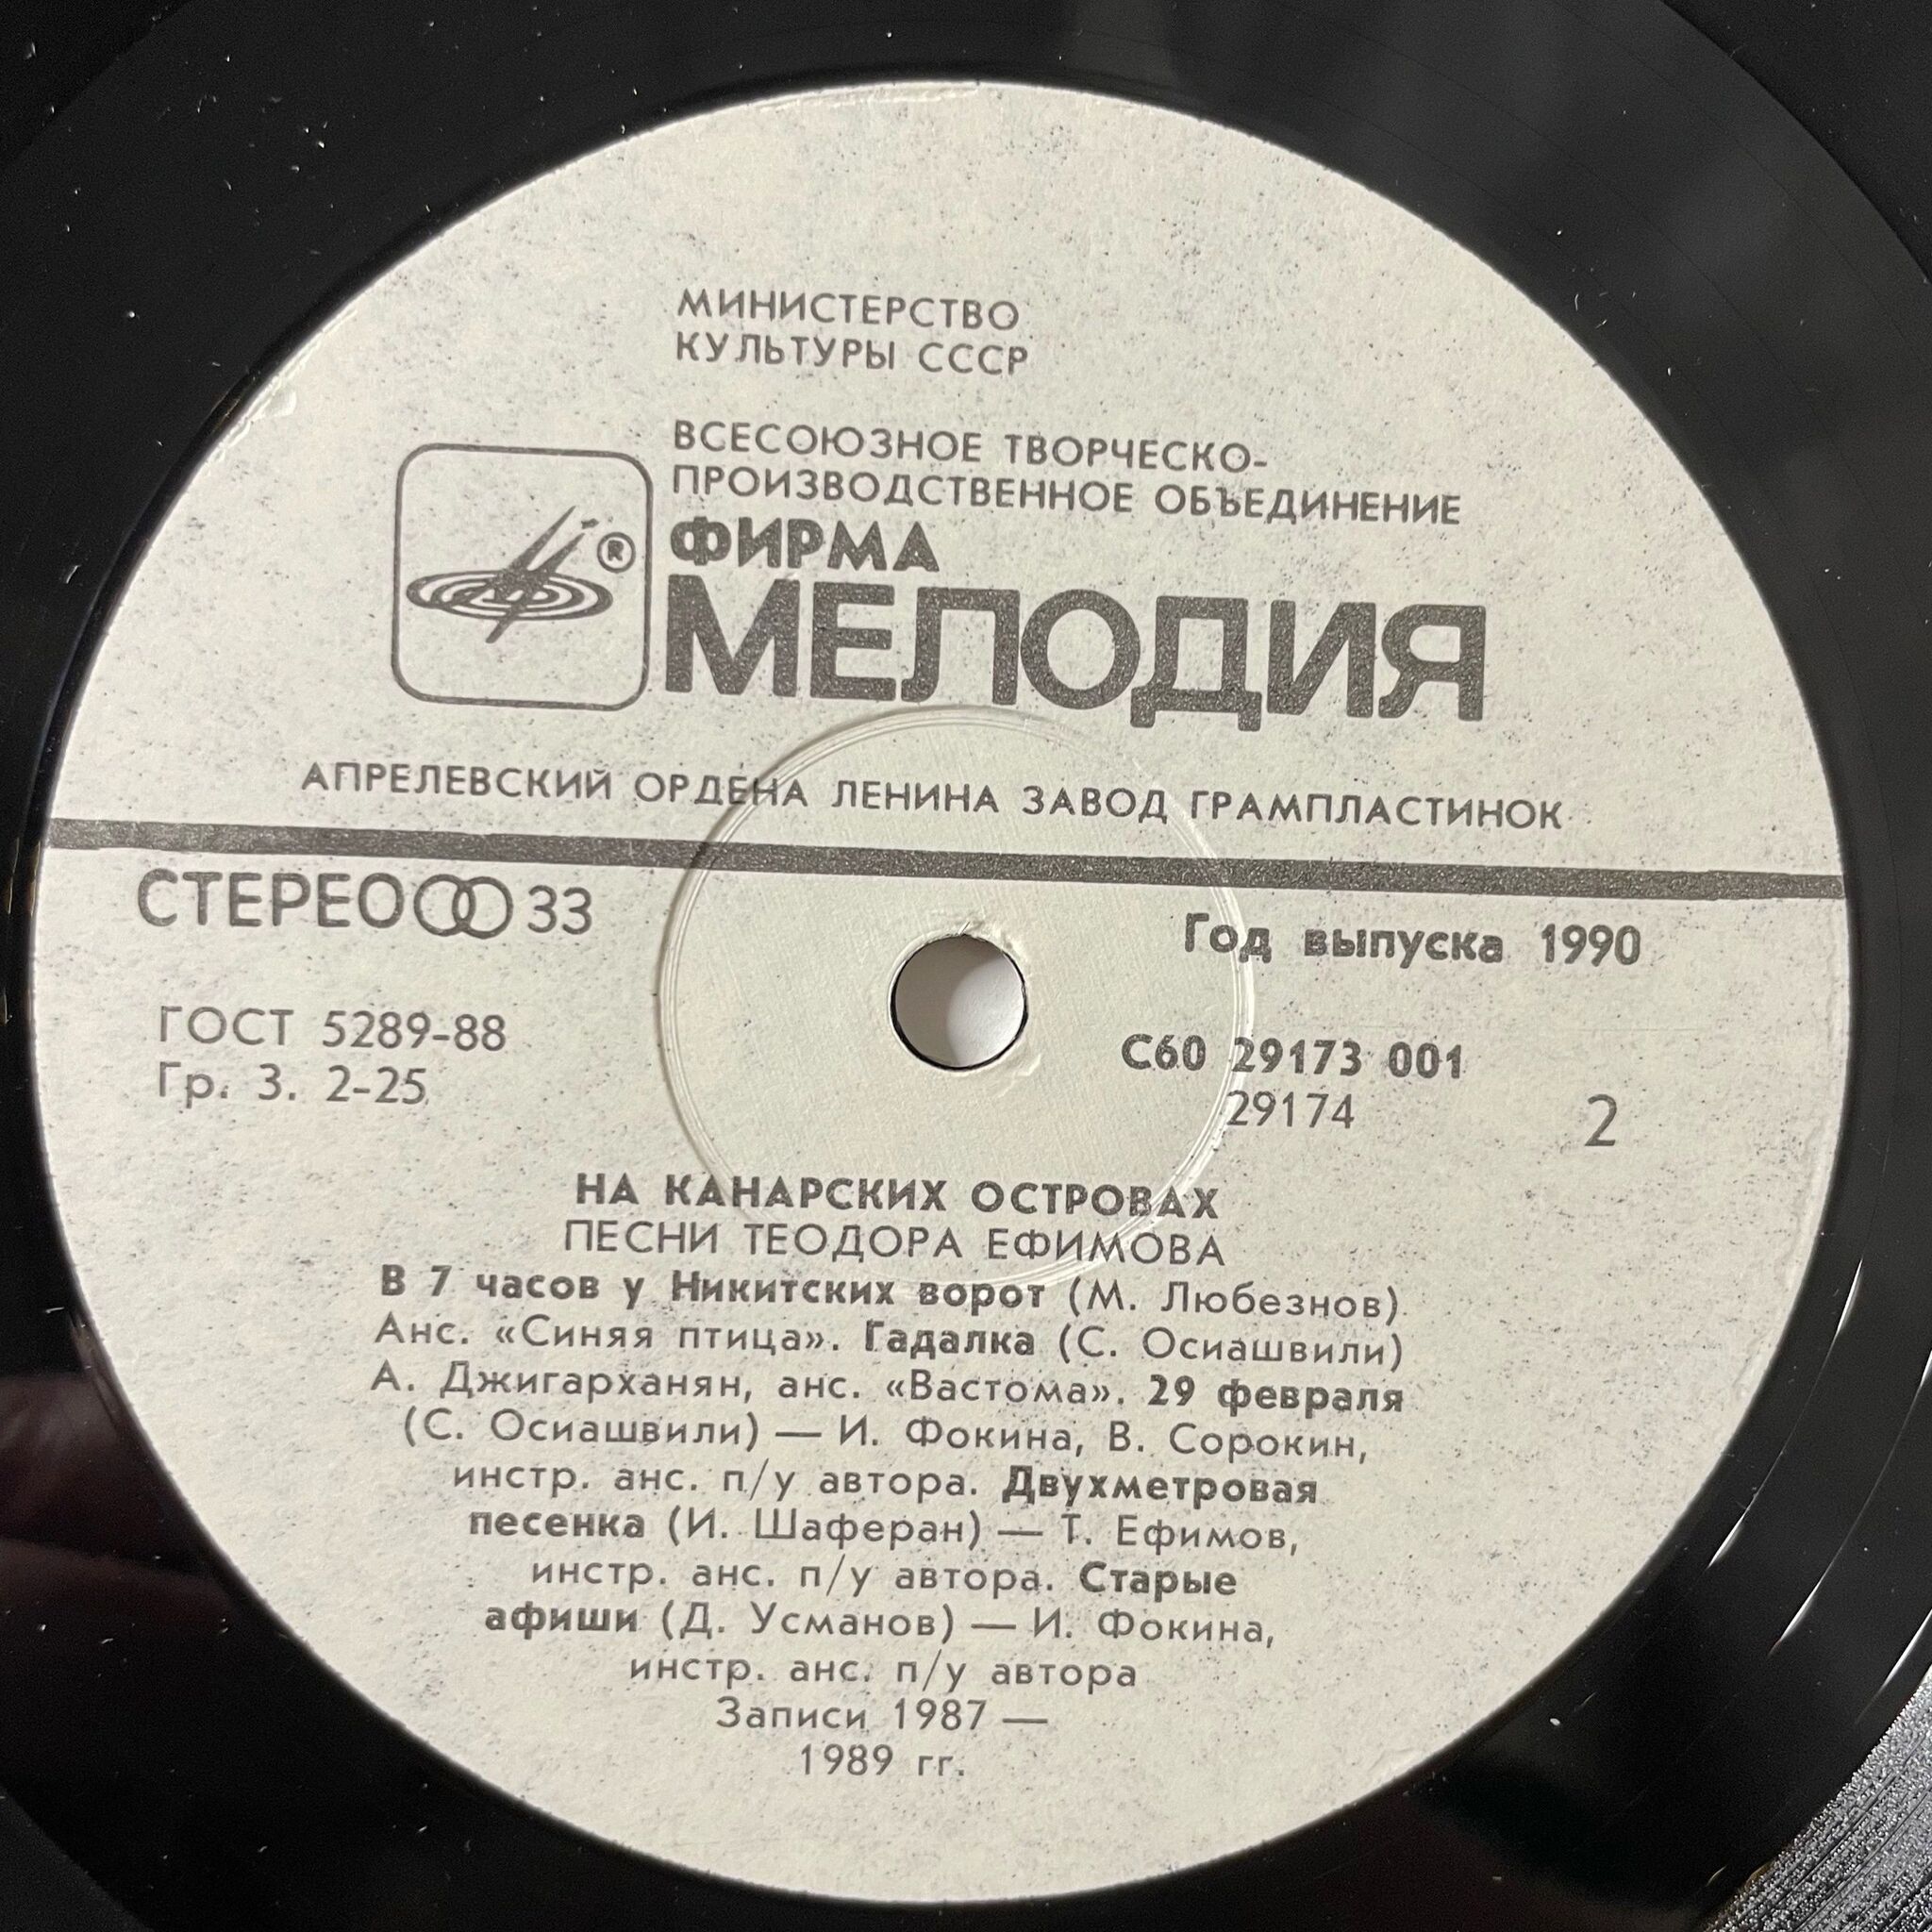 МИНИСТЕРСТВО
КУЛЬТУРЫ СССР
ВСЕСОЮЗНОЕ ТВОРЧЕСКО-
ПРОИЗВОДСТВЕННОЕ ОБЪЕДИНЕНИЕ
®
ФИРМА
МЕЛОДИЯ
АПРЕЛЕВСКИЙ ОРДЕНА ЛЕНИНА ЗАВОД ГРАМПЛАСТИНОК
СТЕРЕО 33
Год выпуска 1990
ГОСТ 5289-88
Гр. 3. 2-25
С60 29173 001
29174
2
НА КАНАРСКИХ ОСТРОВАХ
ПЕСНИ ТЕОДОРА ЕФИМОВА
В 7 часов у Никитских ворот (М. Любезнов)
Анс. «Синяя птица». Гадалка (С. Осиашвили)
А. Джигарханян, анс. «Вастома». 29 февраля
(С. Осиашвили) — И. Фокина, В. Сорокин,
инстр. анс. п/у автора. Двухметровая
песенка (И. Шаферан) — Т. Ефимов,
инстр. анс. п/у автора. Старые
афиши (Д. Усманов) — И. Фокина,
инстр. анс. п/у автора
Записи 1987 —
1989 гг.